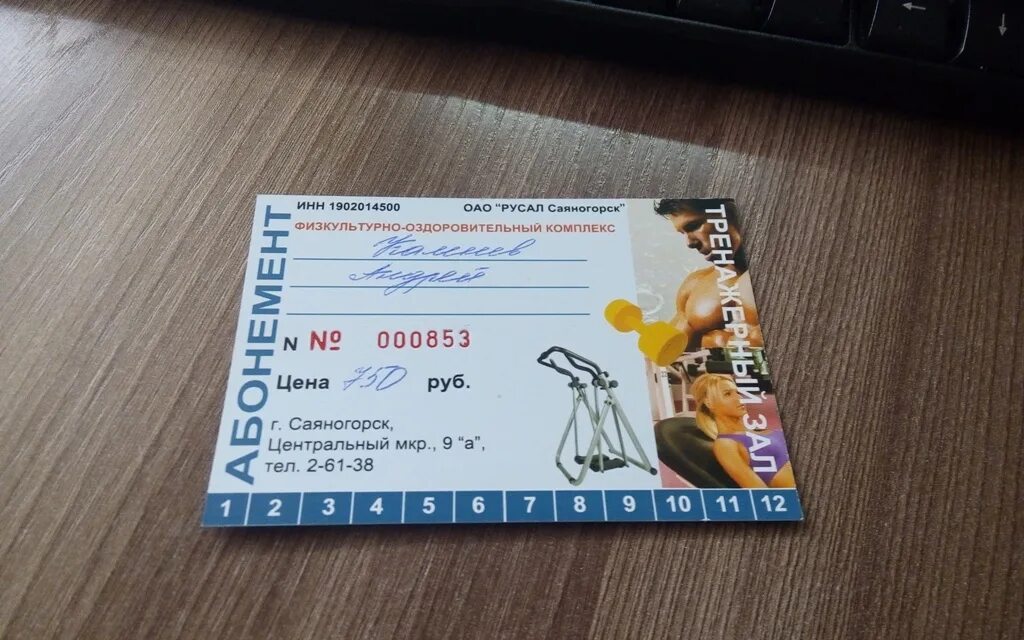 АБОНЕМЕНТ
ИНН 1902014500 ОАО "РУСАЛ Саяногорск"
ФИЗКУЛЬТУРНО-ОЗДОРОВИТЕЛЬНЫЙ КОМПЛЕКС
Андрей
N № 000853
Цена 750 руб.
г. Саяногорск,
Центральный мкр., 9 "а",
тел. 2-61-38
ТРЕНАЖЕРНЫЙ ЗАЛ
1 2 3 4 5 6 7 8 9 10 11 12